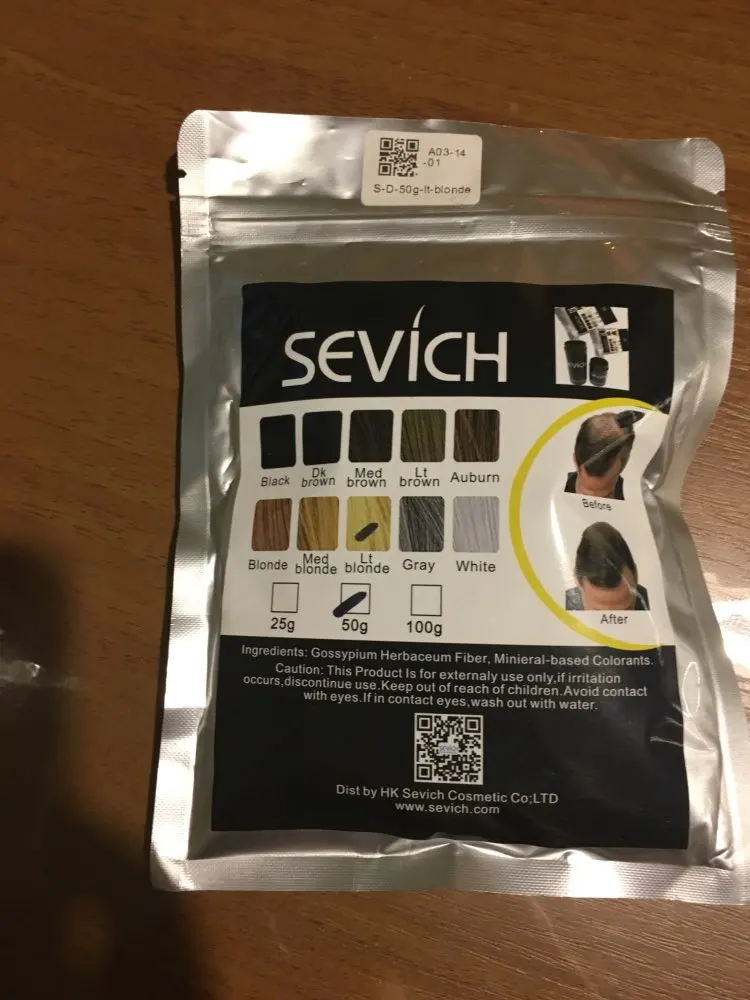 A03-14
-01
S-D-50g-lt-blonde
SEVICH
Black
Dk
brown
Med
brown
Lt
brown
Auburn
Blonde
Med
blonde
Lt
blonde
Gray
White
25g
50g
100g
Before
After
Ingredients: Gossypium Herbaceum Fiber, Minieral-based Colorants.
Caution: This Product Is for externaly use only,if irritation
occurs,discontinue use.Keep out of reach of children.Avoid contact
with eyes.If in contact eyes,wash out with water.
Dist by HK Sevich Cosmetic Co;LTD
www.sevich.com